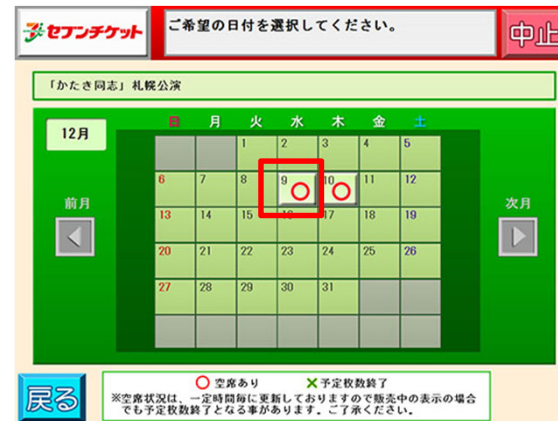 セブンチケット
ご希望の日付を選択してください。
中止
「かたき同志」札幌公演
12月
日 月 火 水 木 金 土
1 2 3 4 5
6 7 8 9 10 11 12
前月
次月
13 14 15 16 17 18 19
20 21 22 23 24 25 26
27 28 29 30 31
戻る
○ 空席あり ×予定枚数終了
※空席状況は、一定時間毎に更新しておりますので販売中の表示の場合
でも予定枚数終了となる事があります。ご了承ください。